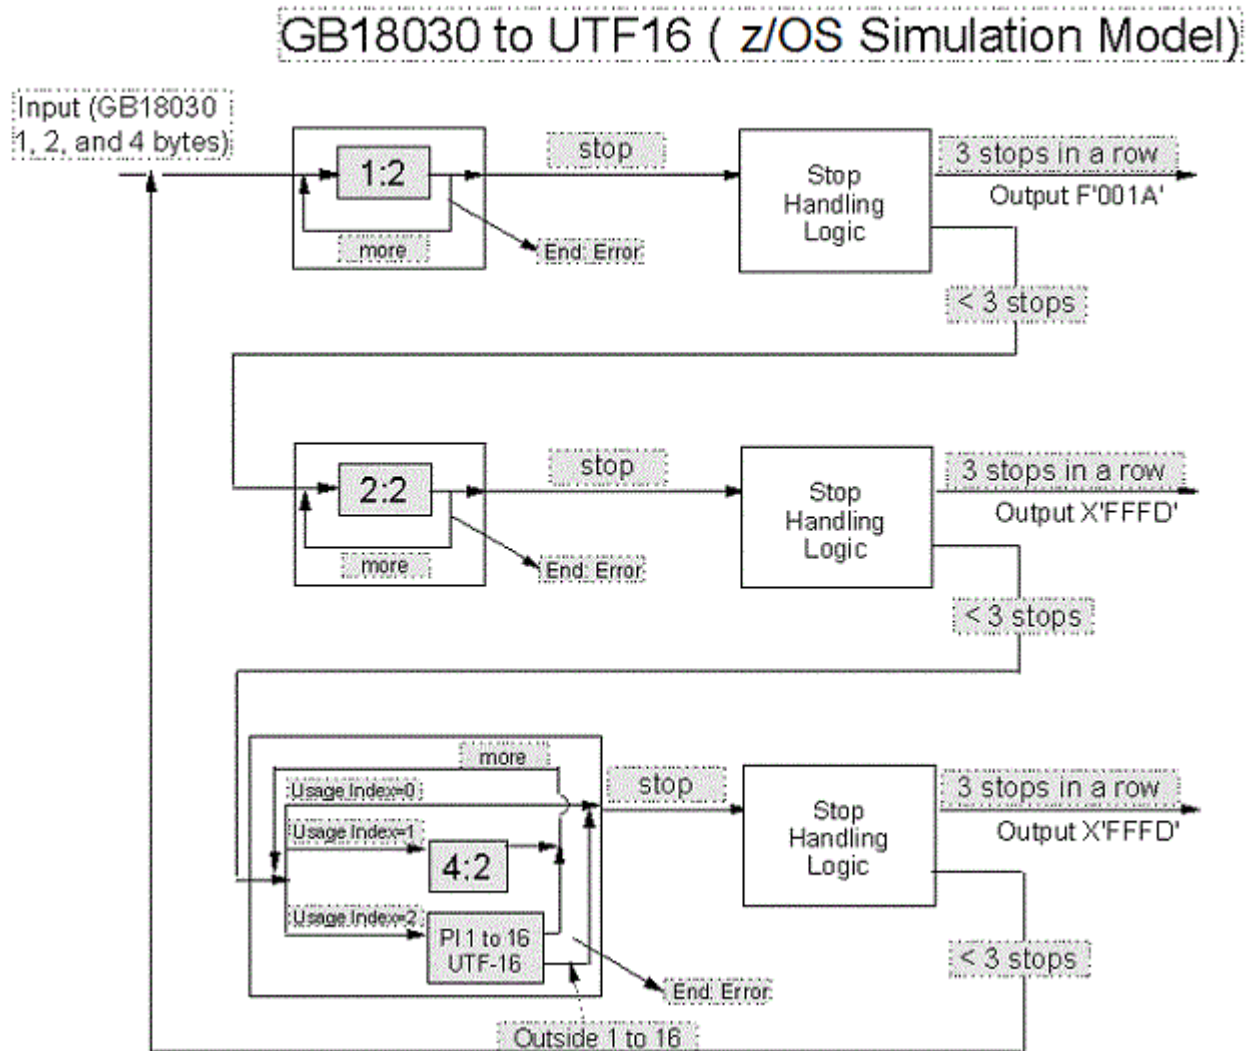 GB18030 to UTF16 ( z/OS Simulation Model)
Input (GB18030
1, 2, and 4 bytes)
1:2
more
End: Error
stop
Stop
Handling
Logic
3 stops in a row
Output F'001A'
< 3 stops
2:2
more
End: Error
stop
Stop
Handling
Logic
3 stops in a row
Output X'FFFD'
< 3 stops
more
Usage Index=0
Usage Index=1
4:2
Usage Index=2
PI 1 to 16
UTF-16
End: Error
Outside 1 to 16
stop
Stop
Handling
Logic
3 stops in a row
Output X'FFFD'
< 3 stops